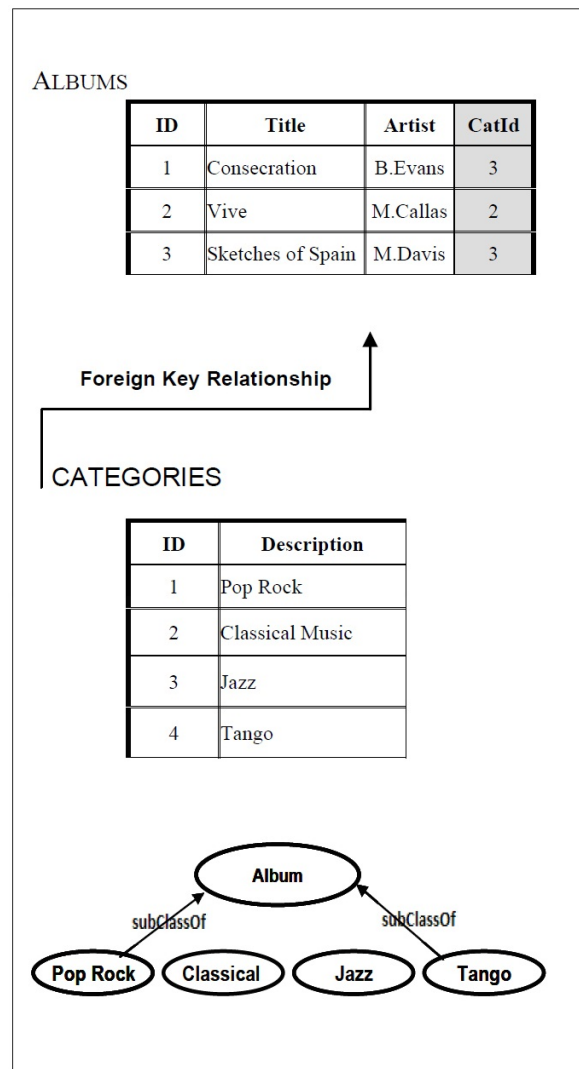 ALBUMS
ID Title Artist CatId
1 Consecration B.Evans 3
2 Vive M.Callas 2
3 Sketches of Spain M.Davis 3
Foreign Key Relationship
CATEGORIES
ID Description
1 Pop Rock
2 Classical Music
3 Jazz
4 Tango
Album
subClassOf subClassOf
Pop Rock Classical Jazz Tango